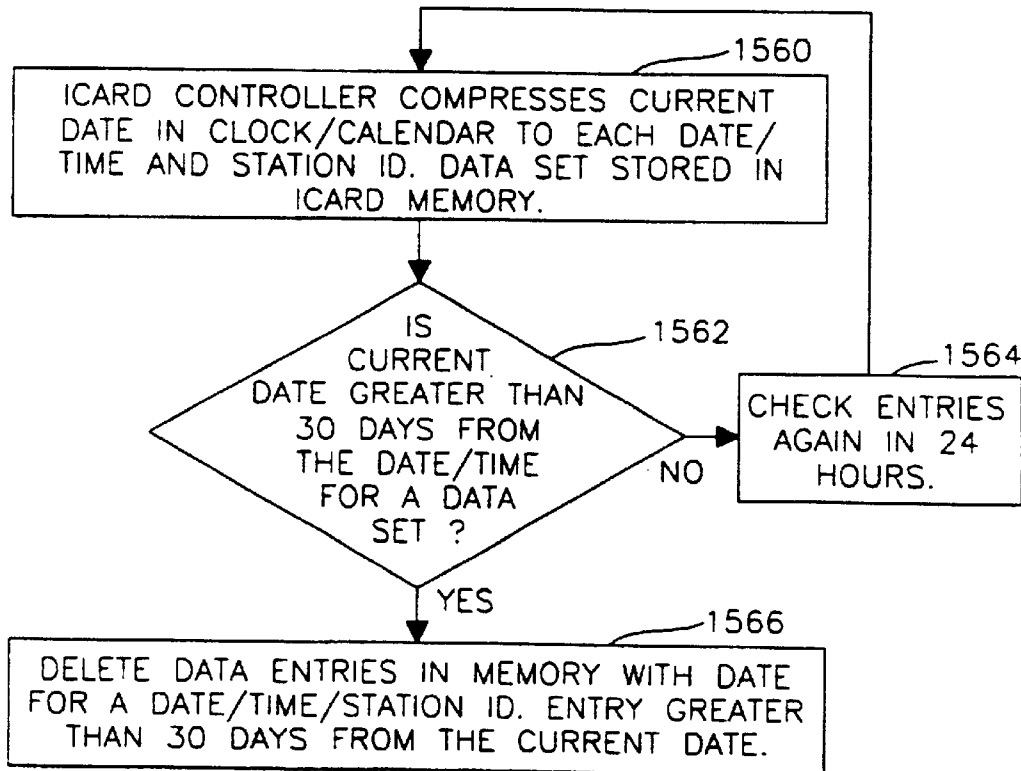 1560
ICARD CONTROLLER COMPRESSES CURRENT
DATE IN CLOCK/CALENDAR TO EACH DATE/
TIME AND STATION ID. DATA SET STORED IN
ICARD MEMORY.
1562
IS
CURRENT
DATE GREATER THAN
30 DAYS FROM
THE DATE/TIME
FOR A DATA
SET ?
NO
1564
CHECK ENTRIES
AGAIN IN 24
HOURS.
YES
1566
DELETE DATA ENTRIES IN MEMORY WITH DATE
FOR A DATE/TIME/STATION ID. ENTRY GREATER
THAN 30 DAYS FROM THE CURRENT DATE.